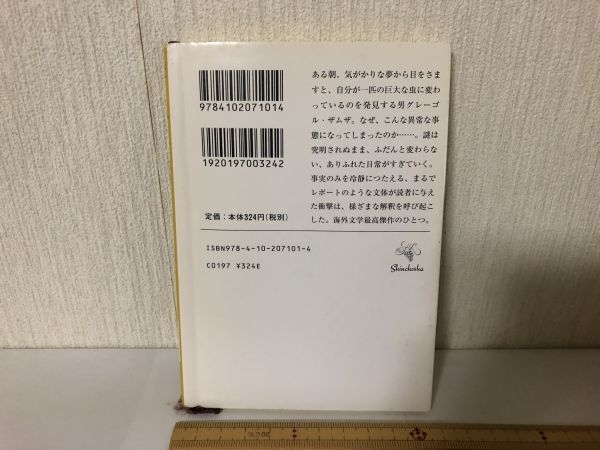 9784102071014
1920197003242
定価：本体324円(税別)
ISBN978-4-10-207101-4
C0197 ¥324E
ある朝、気がかりな夢から目をさま
すと、自分が一匹の巨大な虫に変わ
っているのを発見する男グレーゴ
ル・ザムザ。なぜ、こんな異常な事
態になってしまったのか……。謎は
究明されぬまま、ふだんと変わらな
い、ありふれた日常がすぎていく。
事実のみを冷静につたえる、まるで
レポートのような文体が読者に与え
た衝撃は、様ざまな解釈を呼び起こ
した。海外文学最高傑作のひとつ。
Shinchosha